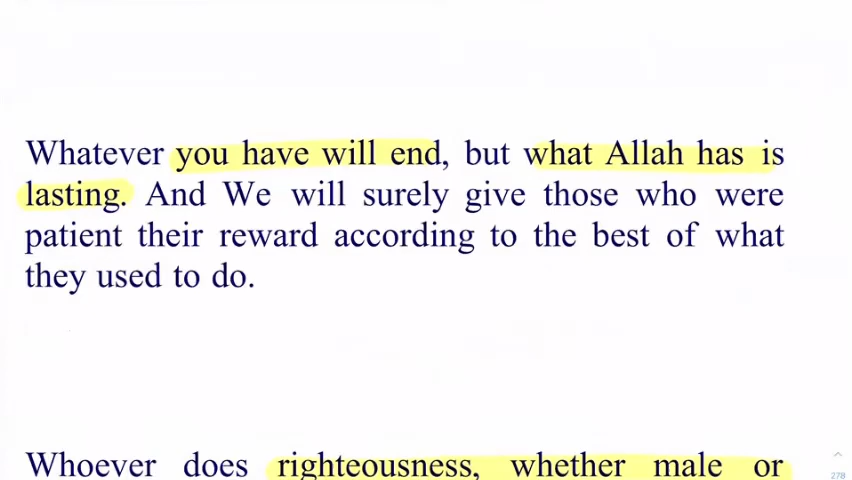 Whatever you have will end, but what Allah has is
lasting. And We will surely give those who were
patient their reward according to the best of what
they used to do.
Whoever does righteousness, whether male or
278